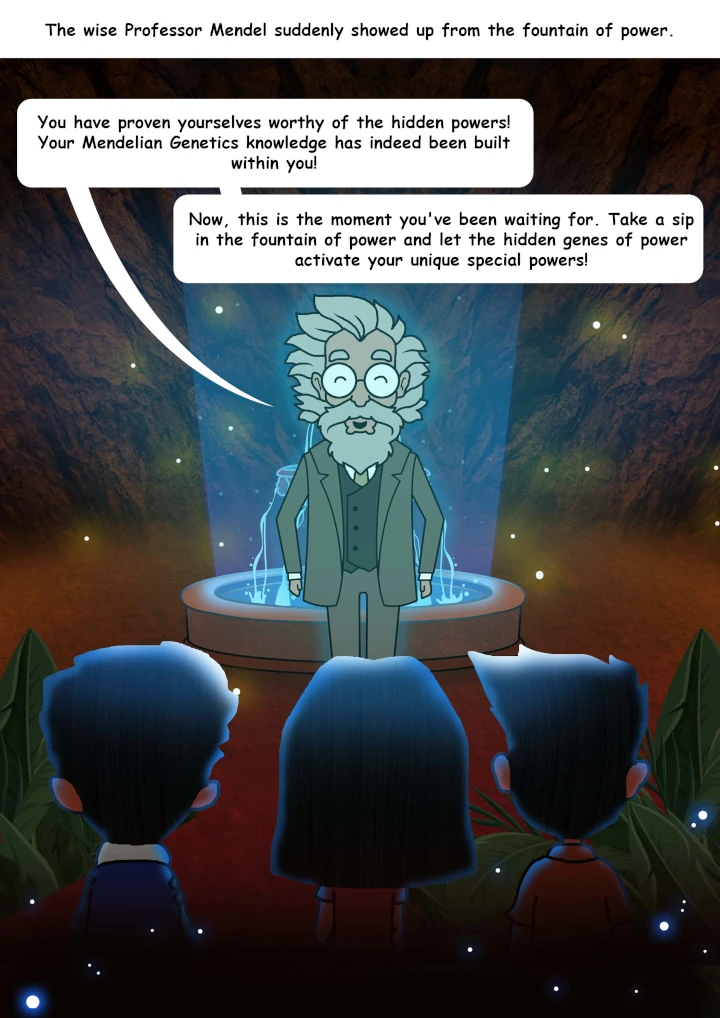 The wise Professor Mendel suddenly showed up from the fountain of power.
You have proven yourselves worthy of the hidden powers!
Your Mendelian Genetics knowledge has indeed been built
within you!
Now, this is the moment you've been waiting for. Take a sip
in the fountain of power and let the hidden genes of power
activate your unique special powers!